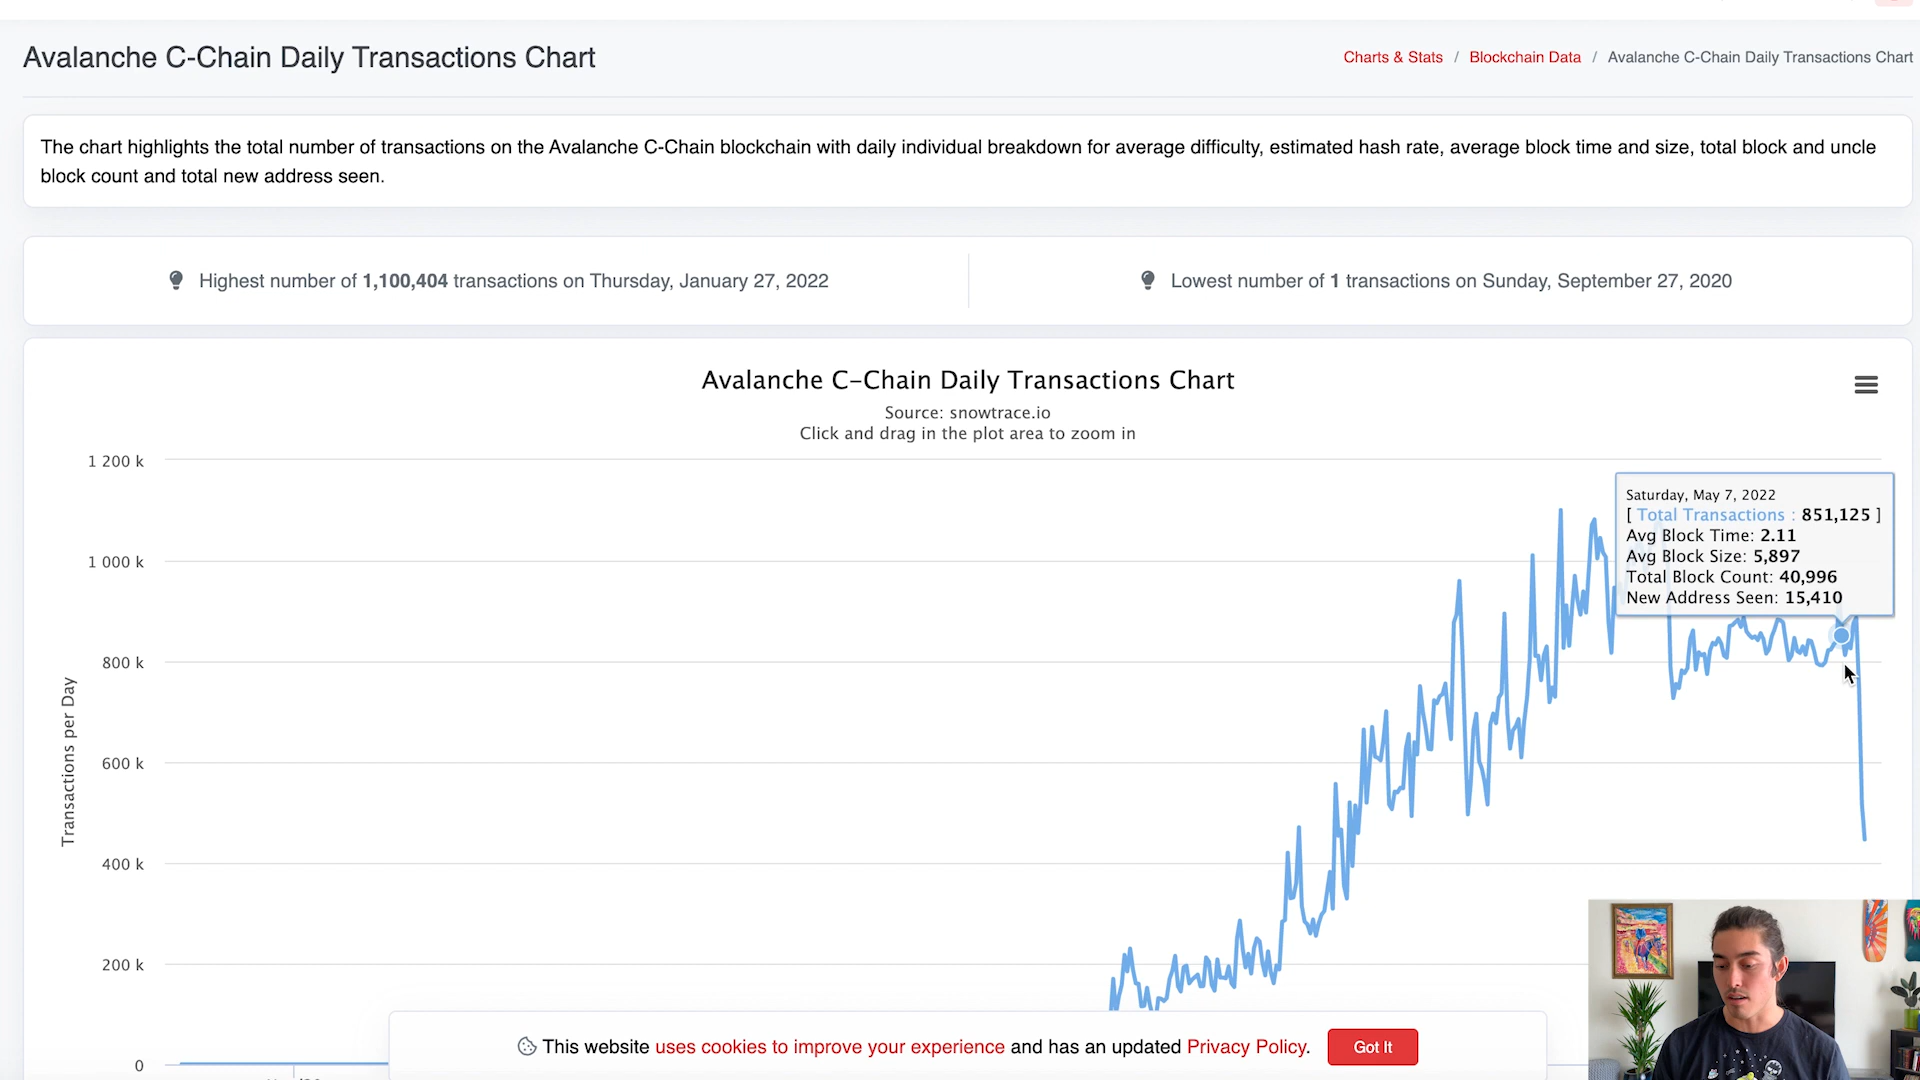 Avalanche C-Chain Daily Transactions Chart
Charts & Stats / Blockchain Data / Avalanche C-Chain Daily Transactions Chart
The chart highlights the total number of transactions on the Avalanche C-Chain blockchain with daily individual breakdown for average difficulty, estimated hash rate, average block time and size, total block and uncle
block count and total new address seen.
Highest number of 1,100,404 transactions on Thursday, January 27, 2022
Lowest number of 1 transactions on Sunday, September 27, 2020
Avalanche C-Chain Daily Transactions Chart
Source: snowtrace.io
Click and drag in the plot area to zoom in
1 200 k
1 000 k
800 k
600 k
400 k
200 k
0
Transactions per Day
Saturday, May 7, 2022
[ Total Transactions : 851,125 ]
Avg Block Time: 2.11
Avg Block Size: 5,897
Total Block Count: 40,996
New Address Seen: 15,410
This website uses cookies to improve your experience and has an updated Privacy Policy.
Got It